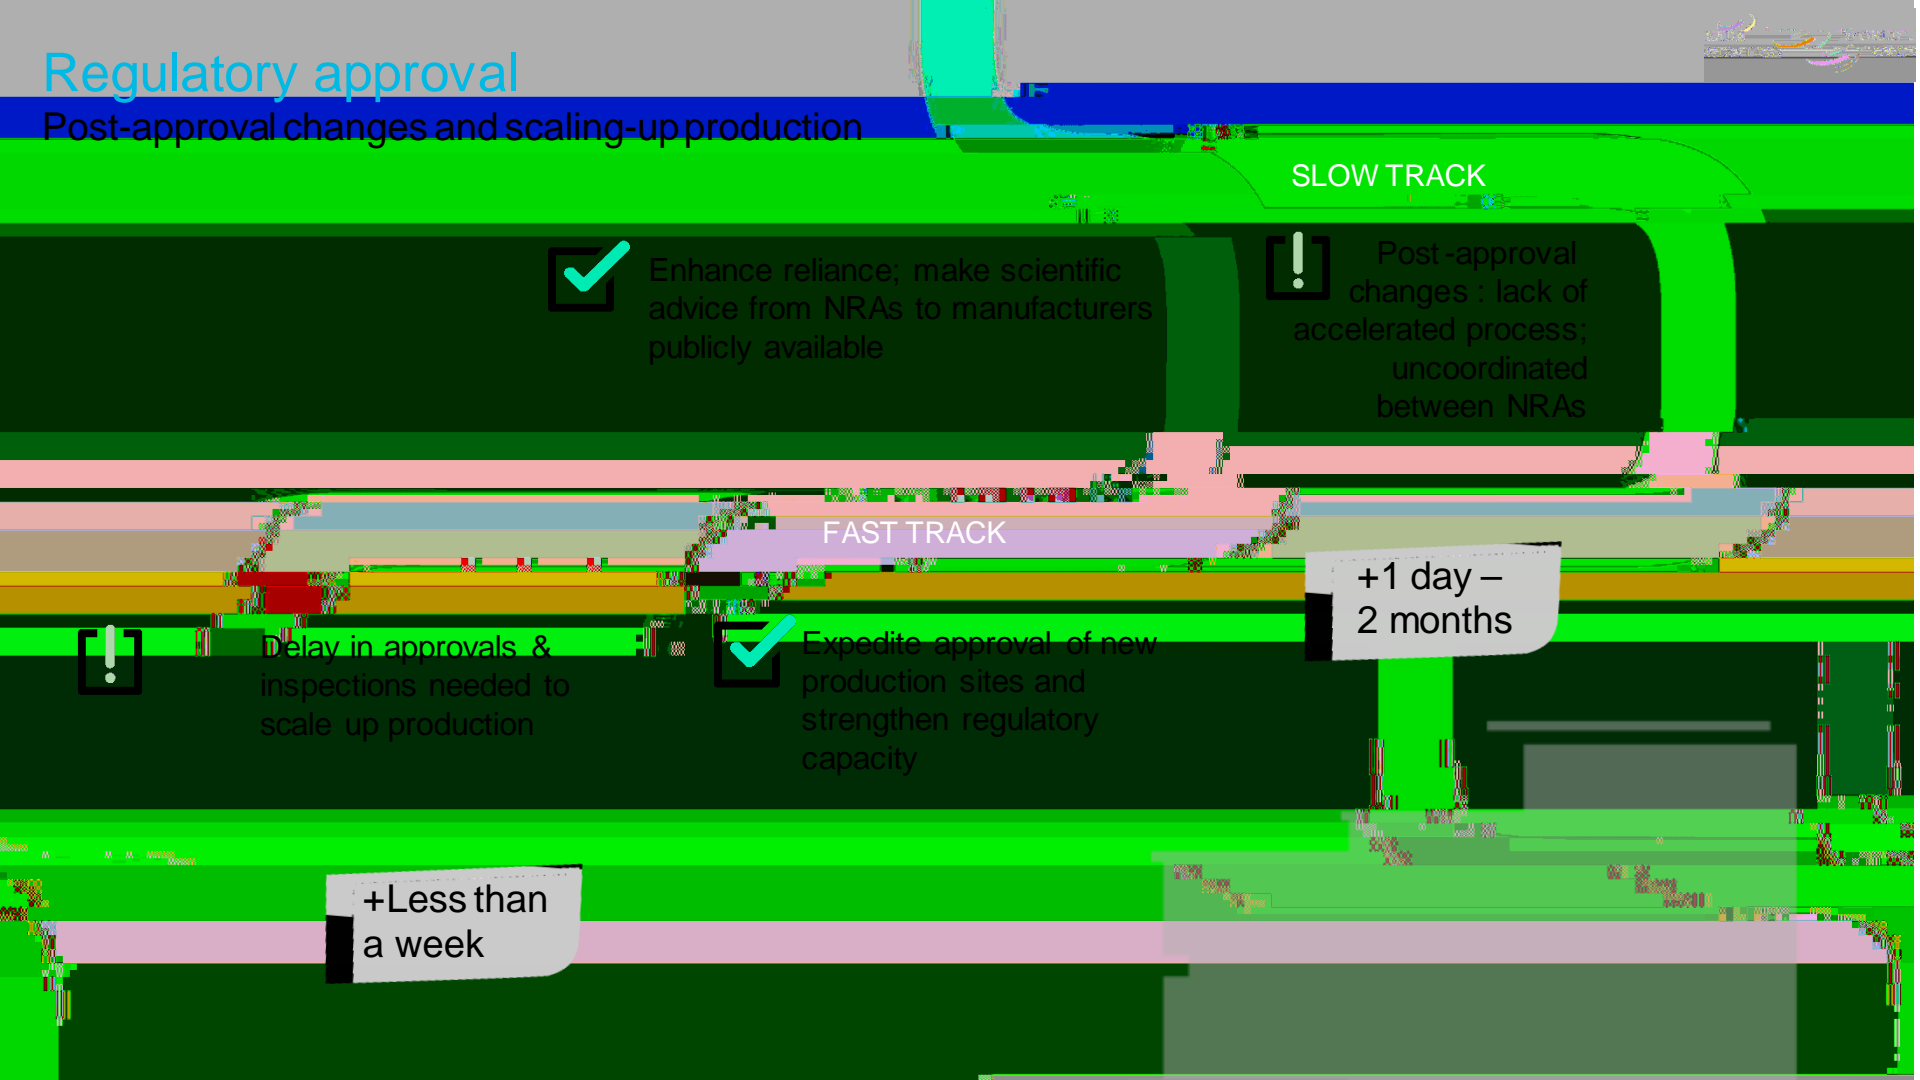 Regulatory approval
Post-approval changes and scaling-up production
SLOW TRACK
Enhance reliance; make scientific
advice from NRAs to manufacturers
publicly available
Post-approval
changes : lack of
accelerated process;
uncoordinated
between NRAs
FAST TRACK
+1 day –
2 months
Delay in approvals &
inspections needed to
scale up production
Expedite approval of new
production sites and
strengthen regulatory
capacity
+Less than
a week